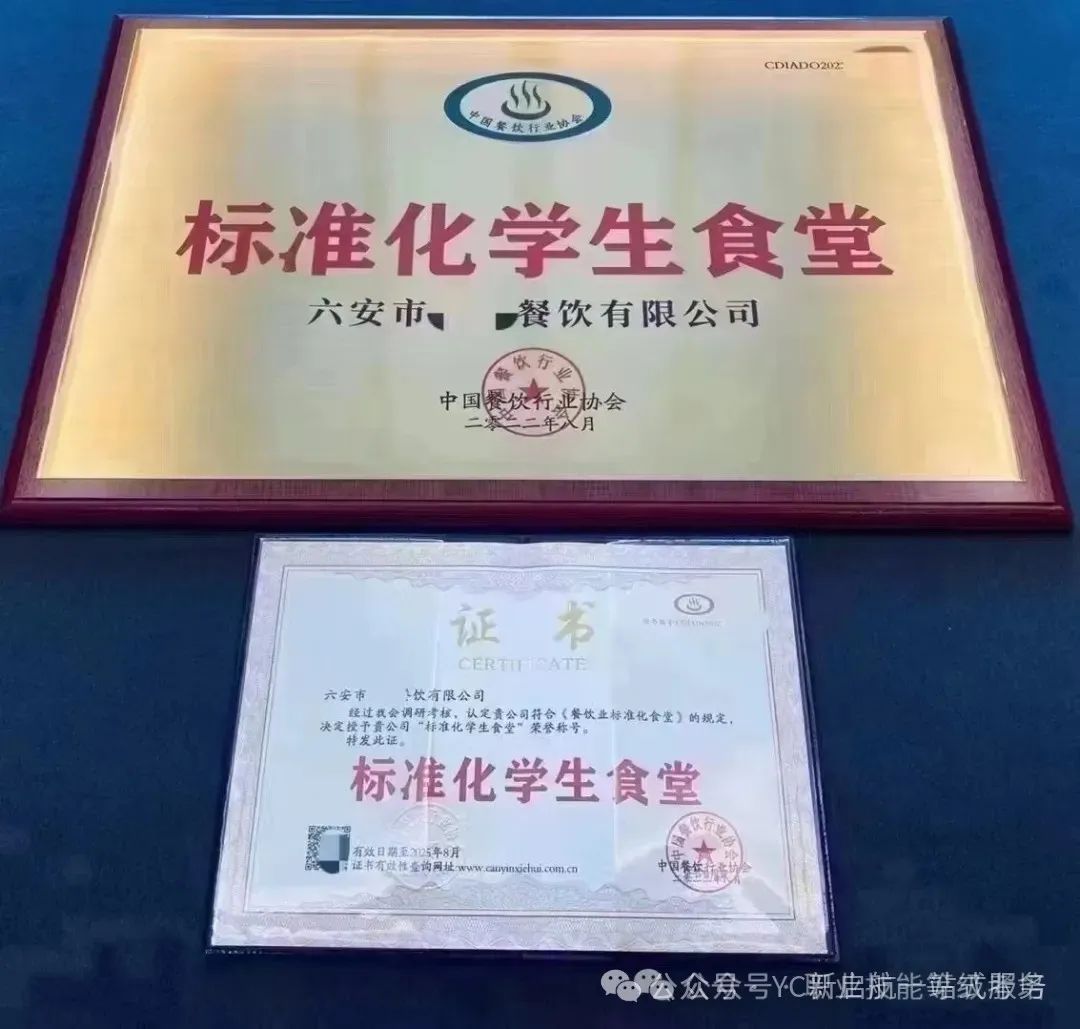 CDIADO202
中国餐饮行业协会
标准化学生食堂
六安市 餐饮有限公司
中国餐饮行业协会
二零二二年八月
证书
CERTIFICATE
六安市 饮有限公司
经过我会调研考核，认定贵公司符合《餐饮业标准化食堂》的规定，
决定授予贵公司“标准化学生食堂”荣誉称号。
特发此证。
标准化学生食堂
有效日期至2025年8月
证书有效性查询网址:www.canyinxiehui.com.cn
中国餐饮行业协会
公众号